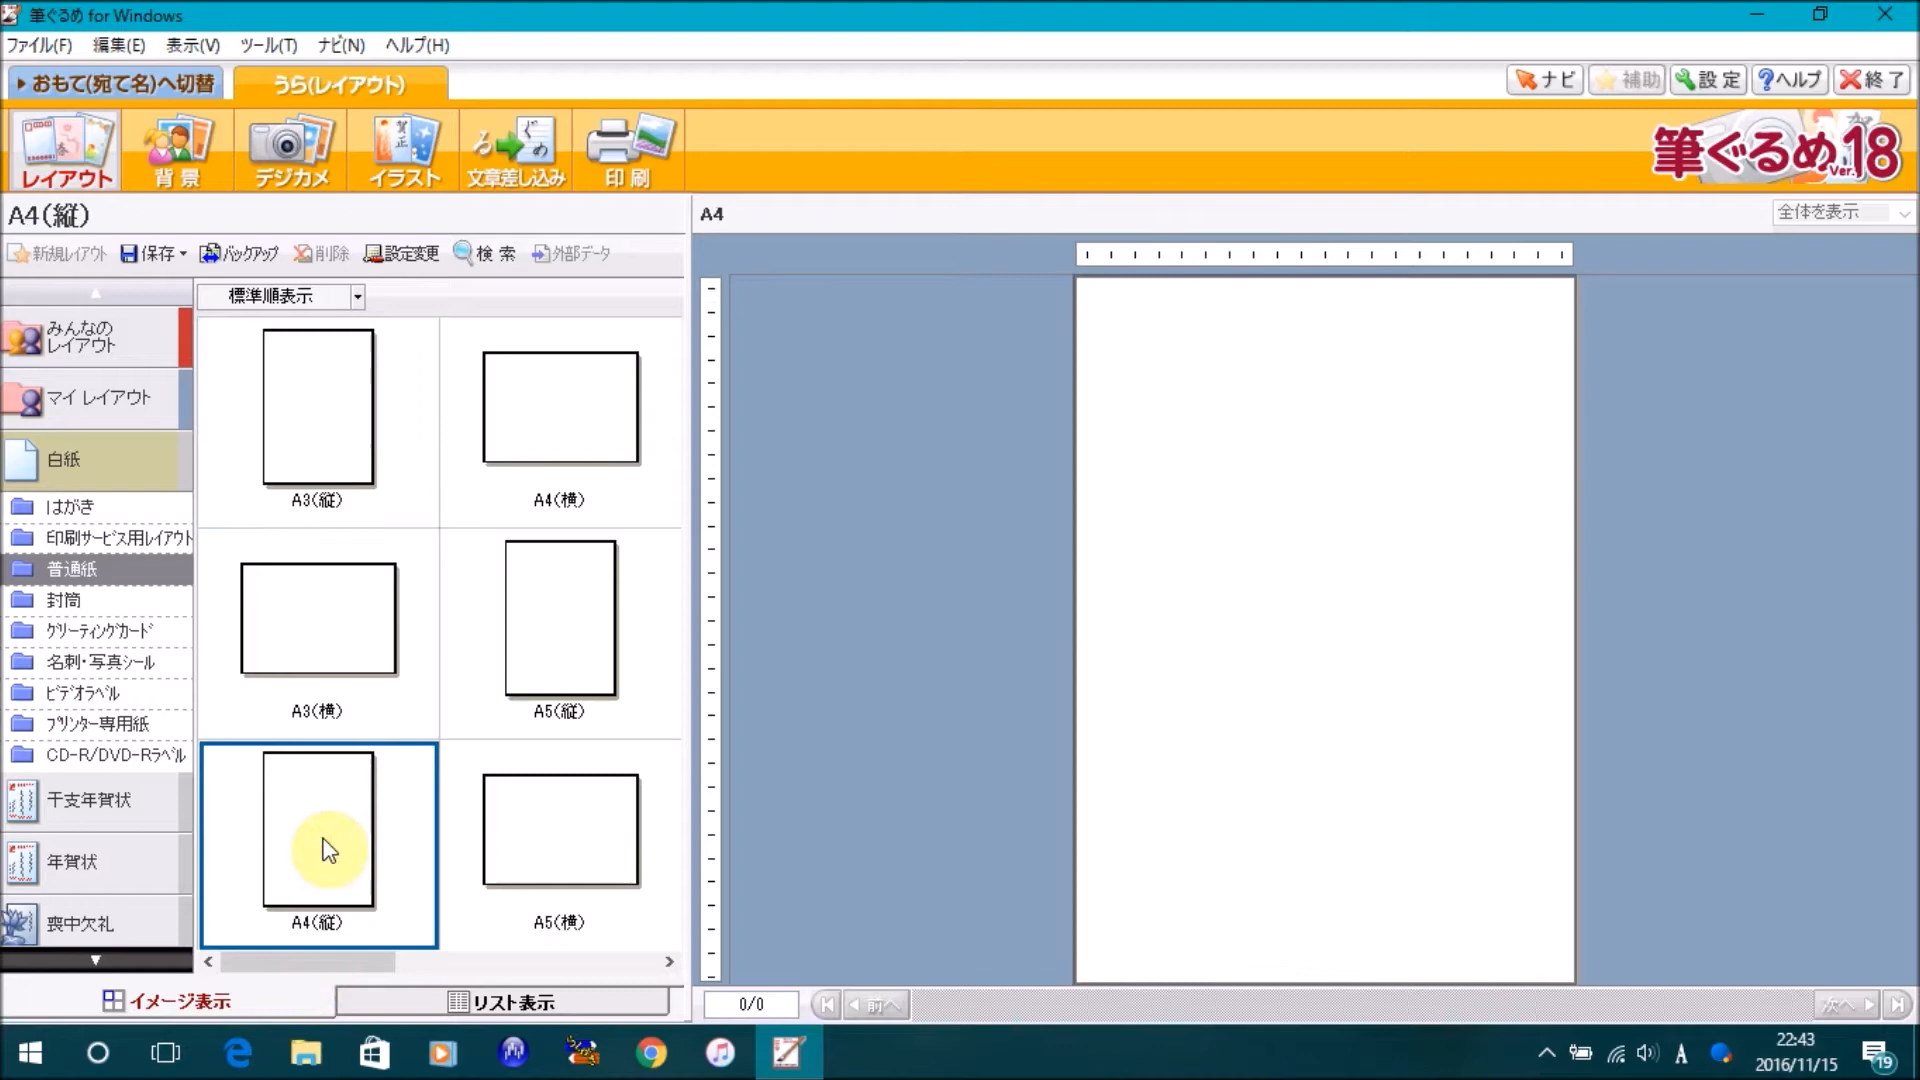 筆ぐるめ for Windows
ファイル(F) 編集(E) 表示(V) ツール(T) ナビ(N) ヘルプ(H)
おもて(宛て名)へ切替 うら(レイアウト) ナビ 補助 設定 ヘルプ 終了
レイアウト 背景 デジカメ イラスト 文章差し込み 印刷 筆ぐるめ Ver.18
A4(縦) A4 全体を表示
新規レイアウト 保存 バックアップ 削除 設定変更 検索 外部データ
標準順表示
みんなの
レイアウト
マイ レイアウト
白紙
はがき
印刷サービス用レイアウト
普通紙
封筒
グリーティングカード
名刺・写真シール
ビデオラベル
プリンター専用紙
CD-R/DVD-Rラベル
干支年賀状
年賀状
喪中欠礼
A3(縦) A4(横)
A3(横) A5(縦)
A4(縦) A5(横)
イメージ表示 リスト表示 0/0 前へ 次へ
22:43
2016/11/15
A
19